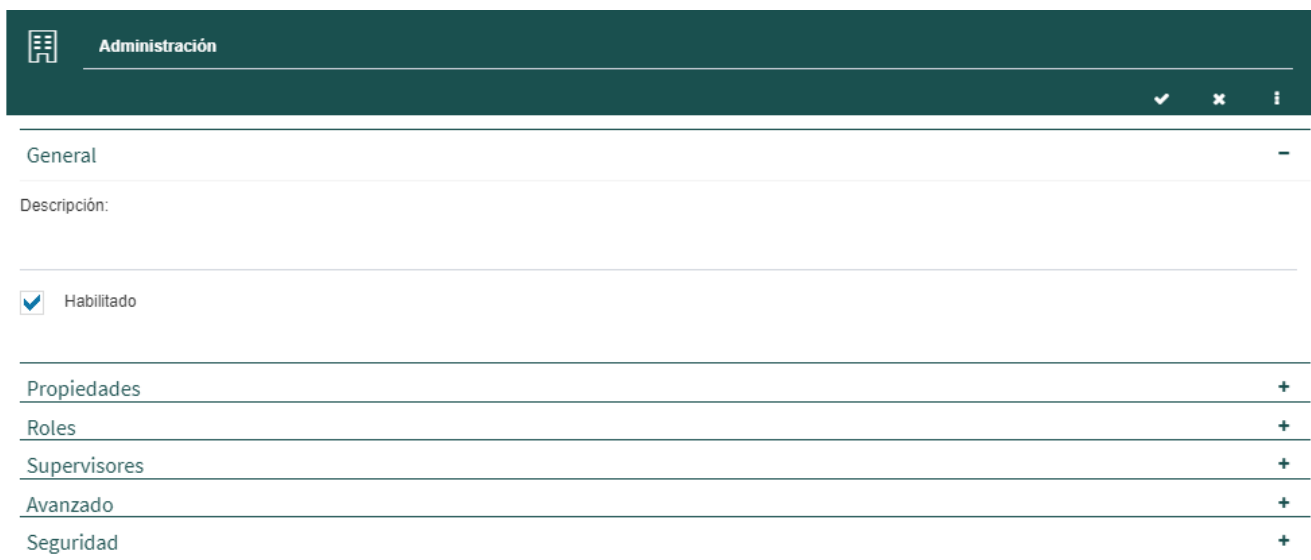 Administración
General
Descripción:
Habilitado
Propiedades
Roles
Supervisores
Avanzado
Seguridad